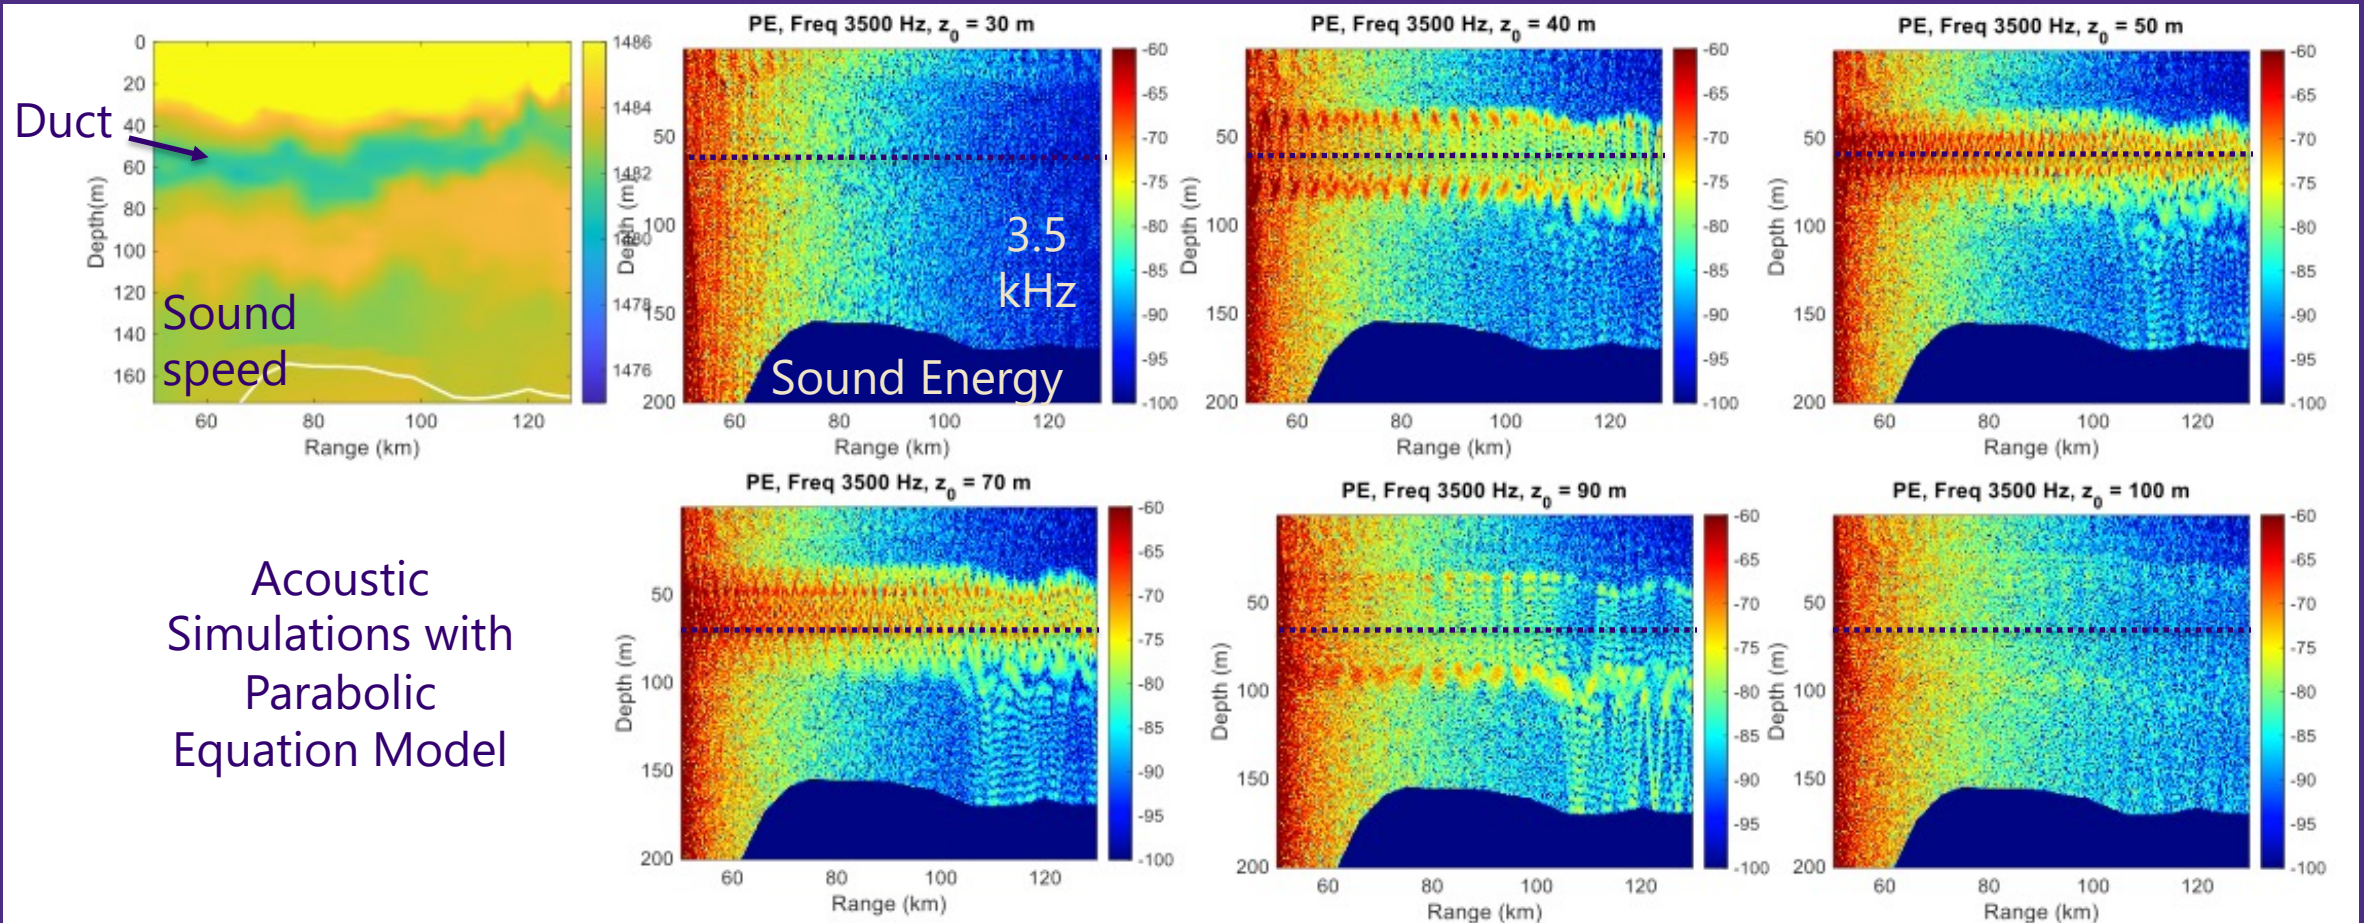 PE, Freq 3500 Hz, z0 = 30 m
PE, Freq 3500 Hz, z0 = 40 m
PE, Freq 3500 Hz, z0 = 50 m
Duct
Sound
speed
0
20
40
60
80
100
120
140
160
Depth(m)
60 80 100 120
Range (km)
1486
1484
1482
1480
1478
1476
3.5
kHz
Sound Energy
Depth (m)
50
100
150
200
60 80 100 120
Range (km)
-60
-65
-70
-75
-80
-85
-90
-95
-100
Depth (m)
50
100
150
200
60 80 100 120
Range (km)
-60
-65
-70
-75
-80
-85
-90
-95
-100
Depth (m)
50
100
150
200
60 80 100 120
Range (km)
-60
-65
-70
-75
-80
-85
-90
-95
-100
Acoustic
Simulations with
Parabolic
Equation Model
PE, Freq 3500 Hz, z0 = 70 m
Depth (m)
50
100
150
200
60 80 100 120
Range (km)
-60
-65
-70
-75
-80
-85
-90
-95
-100
PE, Freq 3500 Hz, z0 = 90 m
Depth (m)
50
100
150
200
60 80 100 120
Range (km)
-60
-65
-70
-75
-80
-85
-90
-95
-100
PE, Freq 3500 Hz, z0 = 100 m
Depth (m)
50
100
150
200
60 80 100 120
Range (km)
-60
-65
-70
-75
-80
-85
-90
-95
-100